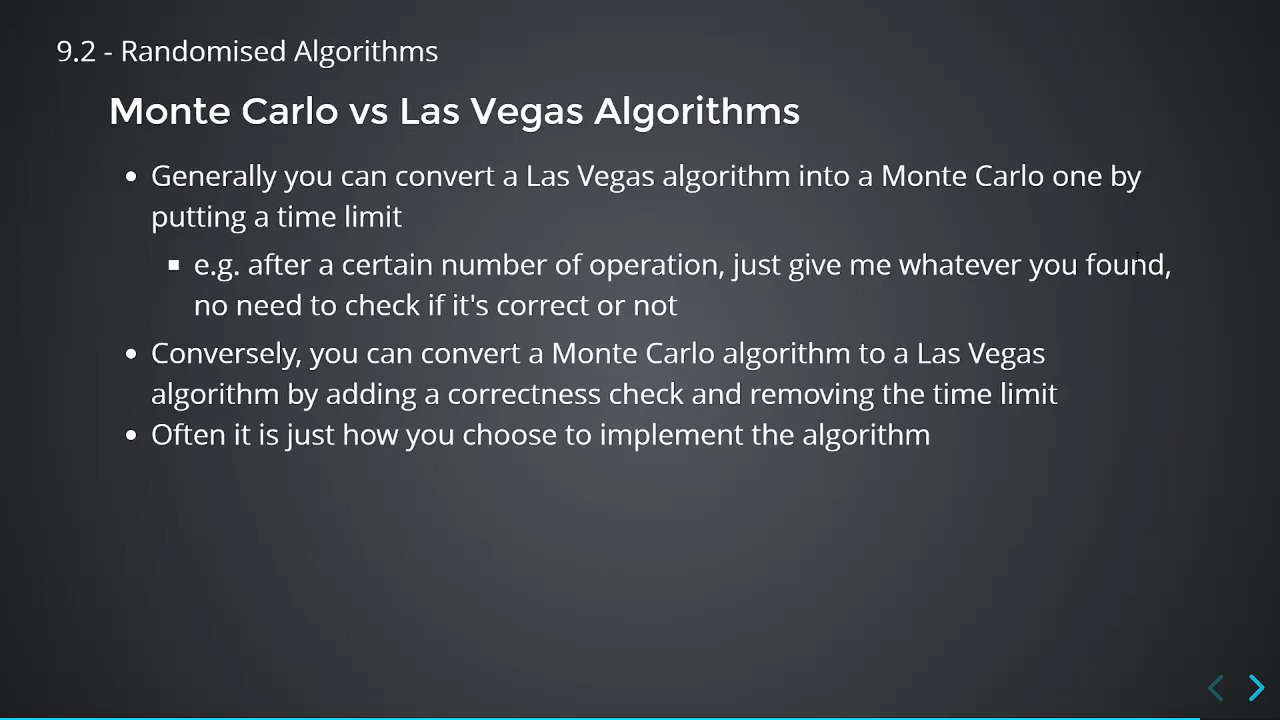 9.2 - Randomised Algorithms
Monte Carlo vs Las Vegas Algorithms
• Generally you can convert a Las Vegas algorithm into a Monte Carlo one by
putting a time limit
▪ e.g. after a certain number of operation, just give me whatever you found,
no need to check if it's correct or not
• Conversely, you can convert a Monte Carlo algorithm to a Las Vegas
algorithm by adding a correctness check and removing the time limit
• Often it is just how you choose to implement the algorithm